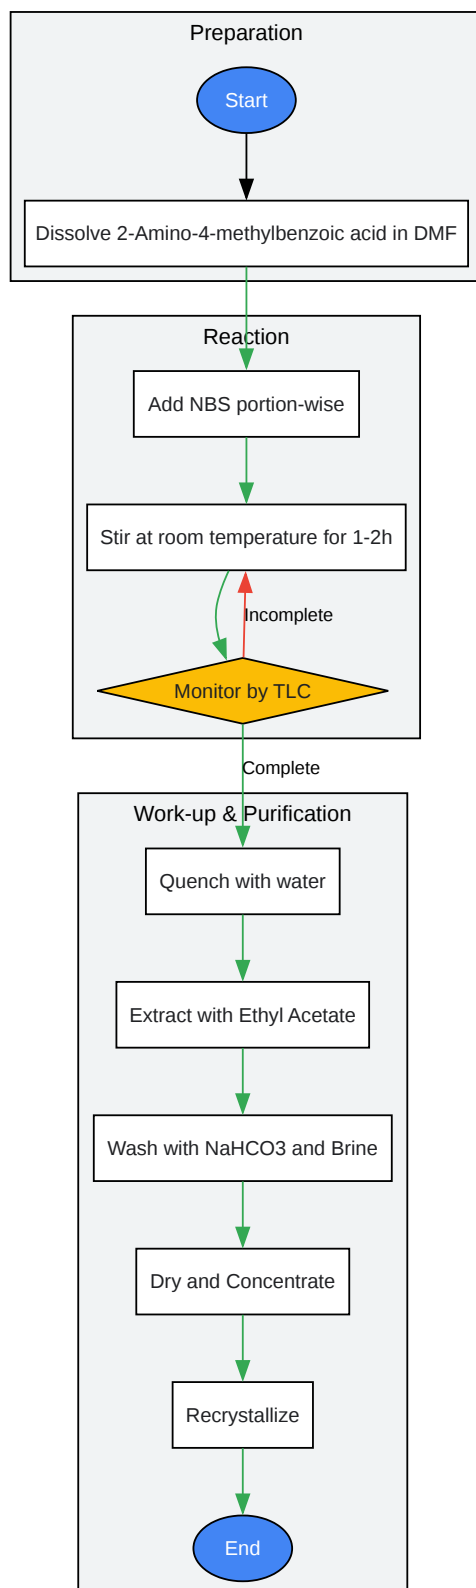 Preparation
Start
Dissolve 2-Amino-4-methylbenzoic acid in DMF
Reaction
Add NBS portion-wise
Stir at room temperature for 1-2h
Incomplete
Monitor by TLC
Complete
Work-up & Purification
Quench with water
Extract with Ethyl Acetate
Wash with NaHCO3 and Brine
Dry and Concentrate
Recrystallize
End